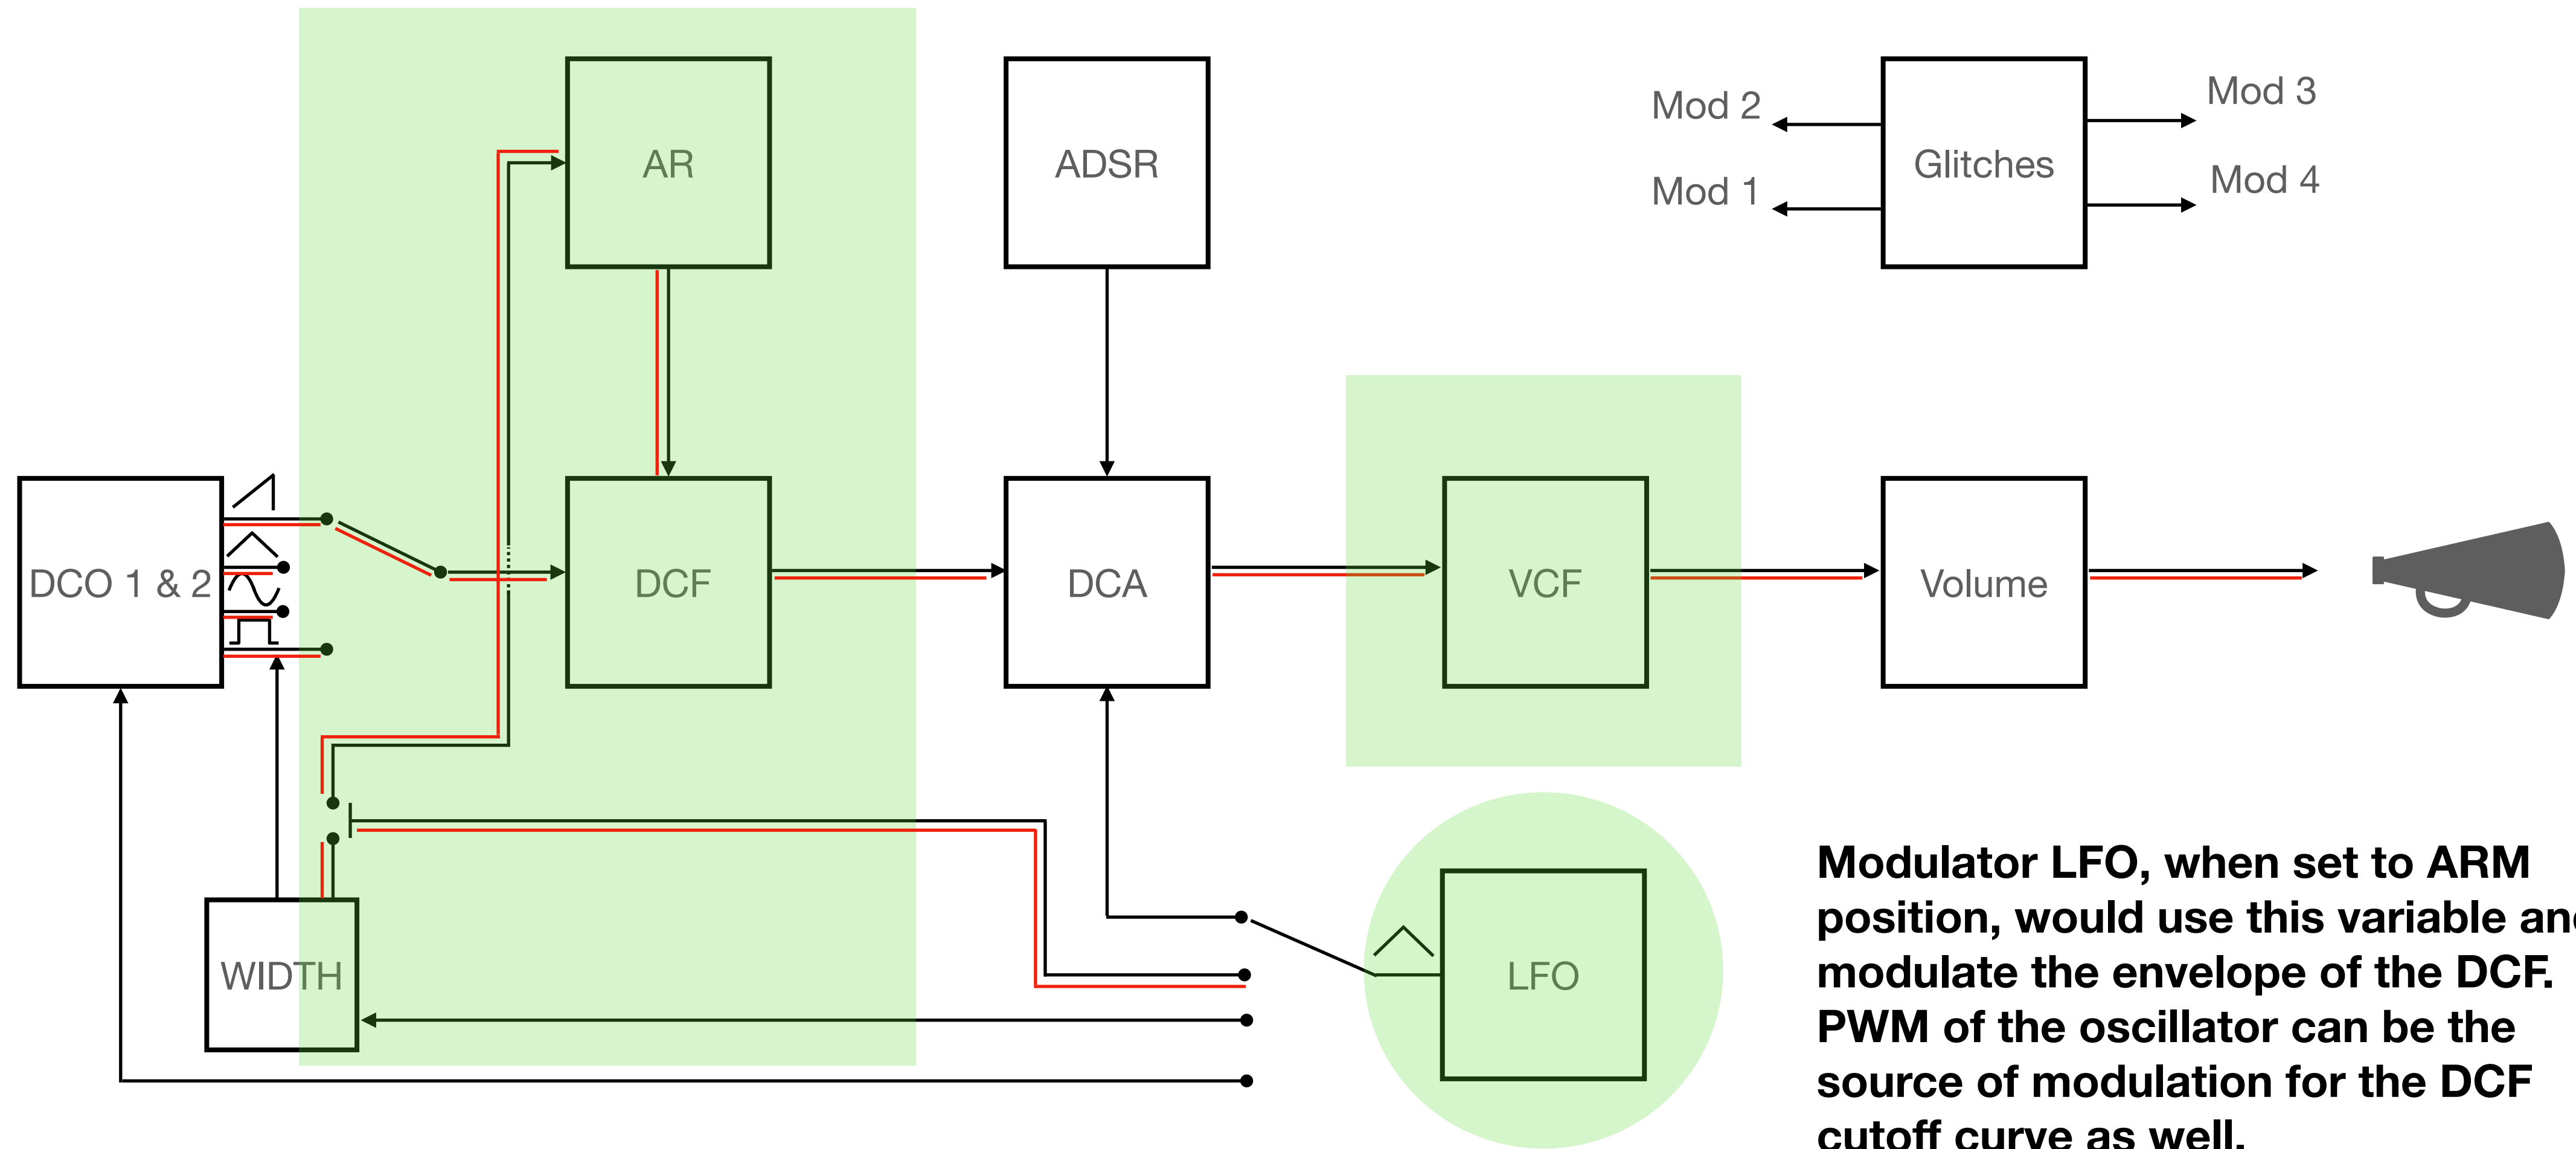 AR
ADSR
Mod 2
Mod 1
Glitches
Mod 3
Mod 4
DCO 1 & 2
DCF
DCA
VCF
Volume
WIDTH
LFO
Modulator LFO, when set to ARM
position, would use this variable and
modulate the envelope of the DCF.
PWM of the oscillator can be the
source of modulation for the DCF
cutoff curve as well.